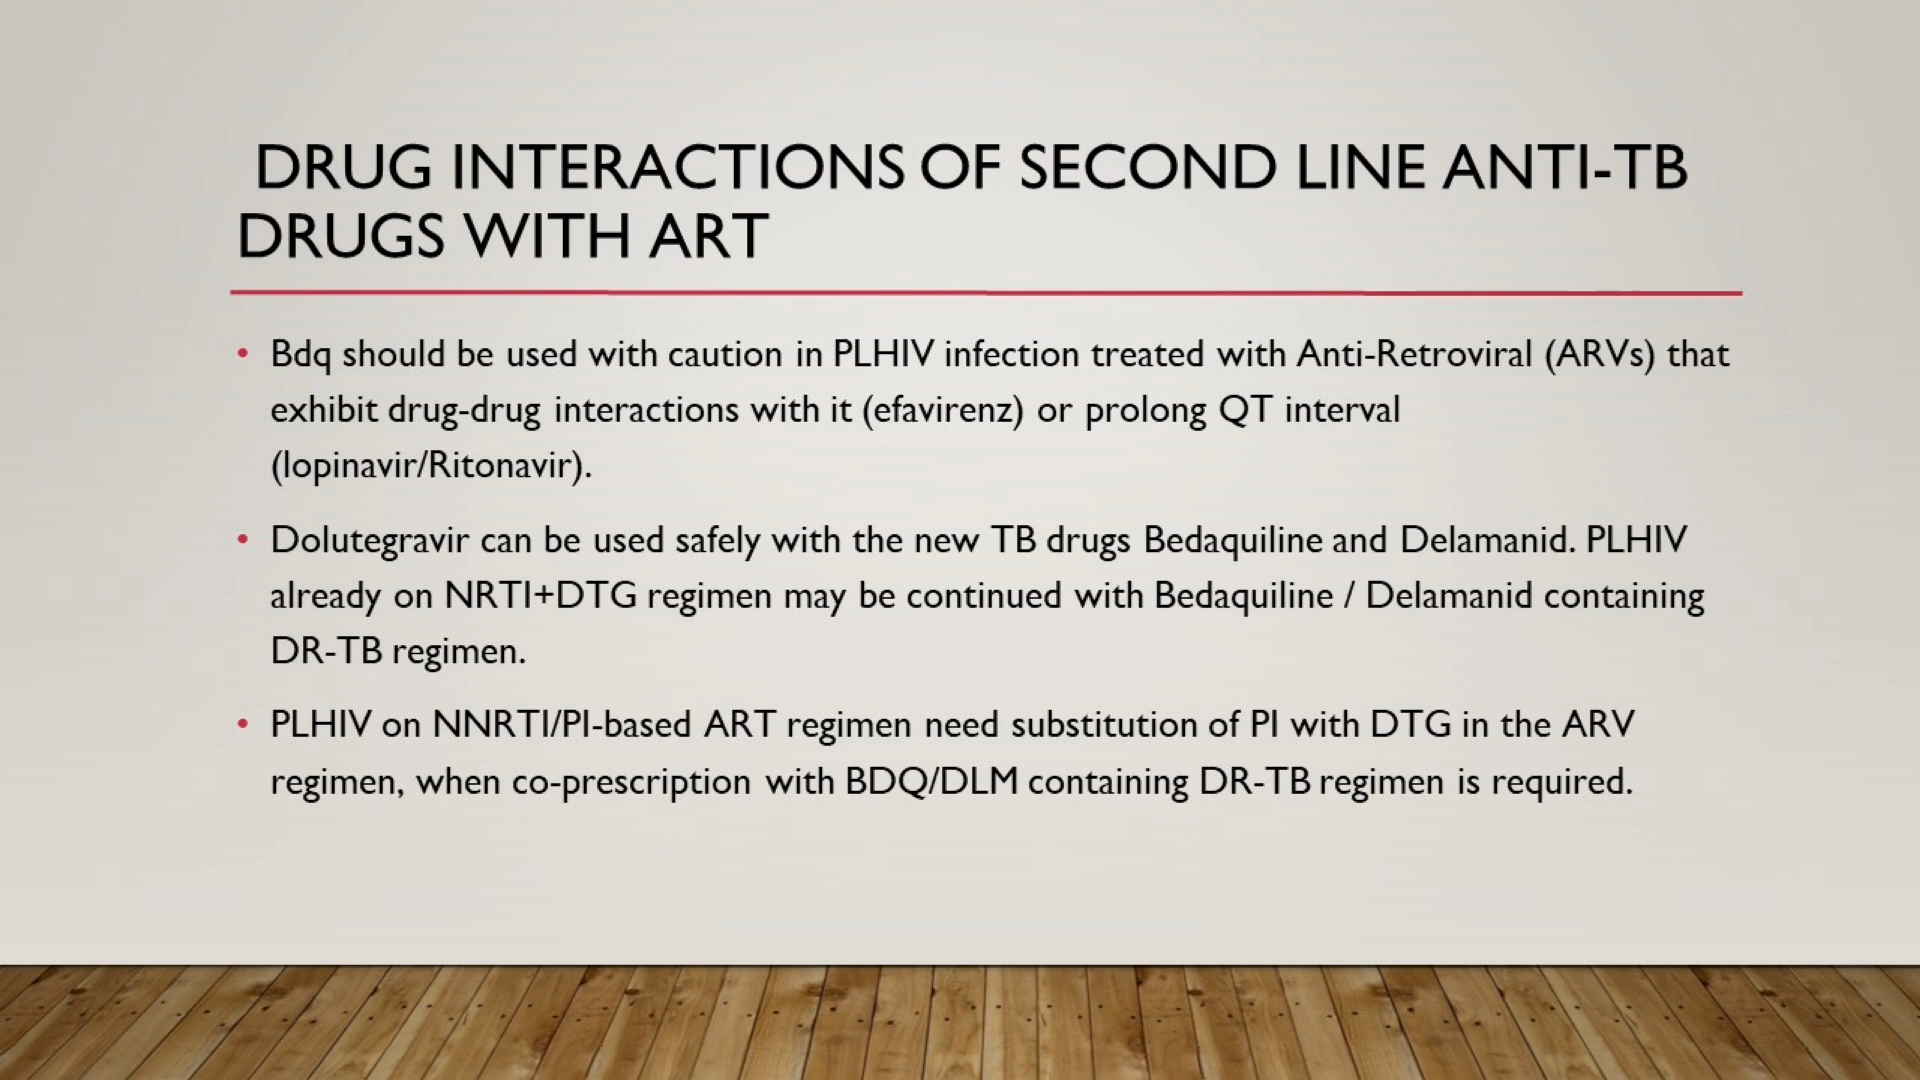 DRUG INTERACTIONS OF SECOND LINE ANTI-TB
DRUGS WITH ART
• Bdq should be used with caution in PLHIV infection treated with Anti-Retroviral (ARVs) that
exhibit drug-drug interactions with it (efavirenz) or prolong QT interval
(lopinavir/Ritonavir).
• Dolutegravir can be used safely with the new TB drugs Bedaquiline and Delamanid. PLHIV
already on NRTI+DTG regimen may be continued with Bedaquiline / Delamanid containing
DR-TB regimen.
• PLHIV on NNRTI/PI-based ART regimen need substitution of PI with DTG in the ARV
regimen, when co-prescription with BDQ/DLM containing DR-TB regimen is required.